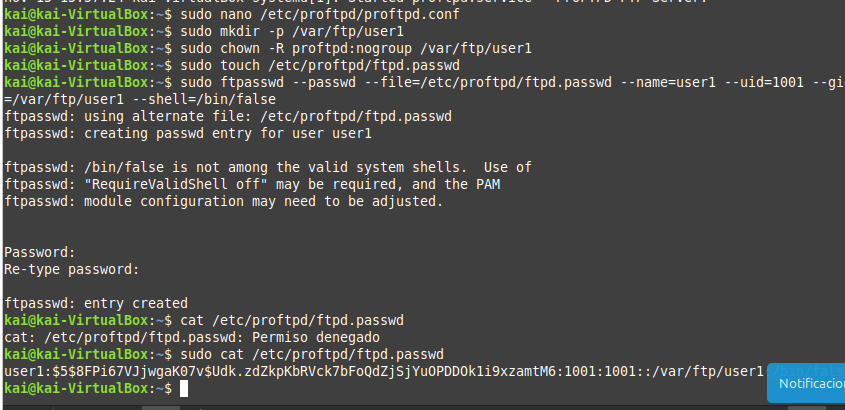 kai@kai-VirtualBox:~$ sudo nano /etc/proftpd/proftpd.conf
kai@kai-VirtualBox:~$ sudo mkdir -p /var/ftp/user1
kai@kai-VirtualBox:~$ sudo chown -R proftpd:nogroup /var/ftp/user1
kai@kai-VirtualBox:~$ sudo touch /etc/proftpd/ftpd.passwd
kai@kai-VirtualBox:~$ sudo ftpasswd --passwd --file=/etc/proftpd/ftpd.passwd --name=user1 --uid=1001 --gi
=/var/ftp/user1 --shell=/bin/false
ftpasswd: using alternate file: /etc/proftpd/ftpd.passwd
ftpasswd: creating passwd entry for user user1
ftpasswd: /bin/false is not among the valid system shells.  Use of
ftpasswd: "RequireValidShell off" may be required, and the PAM
ftpasswd: module configuration may need to be adjusted.
Password:
Re-type password:
ftpasswd: entry created
kai@kai-VirtualBox:~$ cat /etc/proftpd/ftpd.passwd
cat: /etc/proftpd/ftpd.passwd: Permiso denegado
kai@kai-VirtualBox:~$ sudo cat /etc/proftpd/ftpd.passwd
user1:$5$8FPi67VJjwgaK07v$Udk.zdZkpKbRVck7bFoQdZjSjYuOPDDOk1i9xzamtM6:1001:1001::/var/ftp/user1
kai@kai-VirtualBox:~$
Notificacion